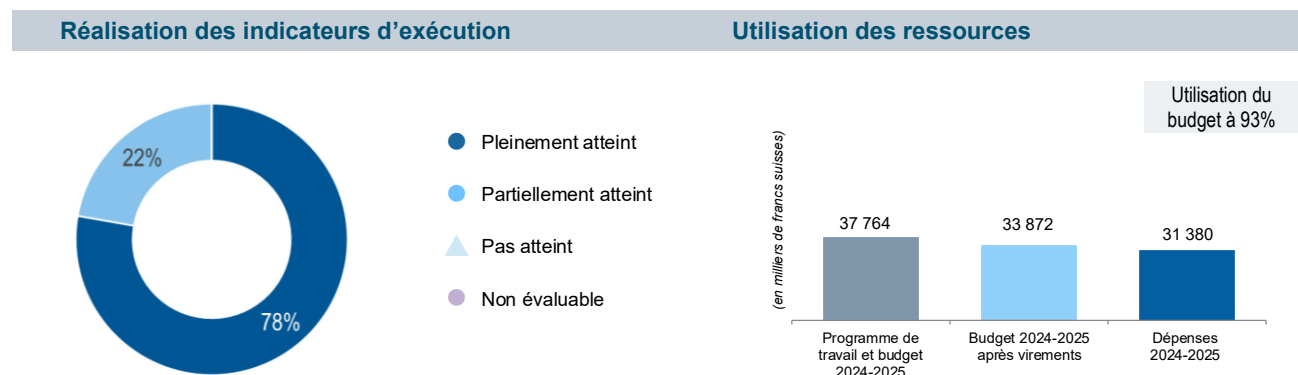 Réalisation des indicateurs d’exécution
Utilisation des ressources
22%
78%
Pleinement atteint
Partiellement atteint
Pas atteint
Non évaluable
Utilisation du
budget à 93%
(en milliers de francs suisses)
37 764
33 872
31 380
Programme de
travail et budget
2024-2025
Budget 2024-2025
après virements
Dépenses
2024-2025